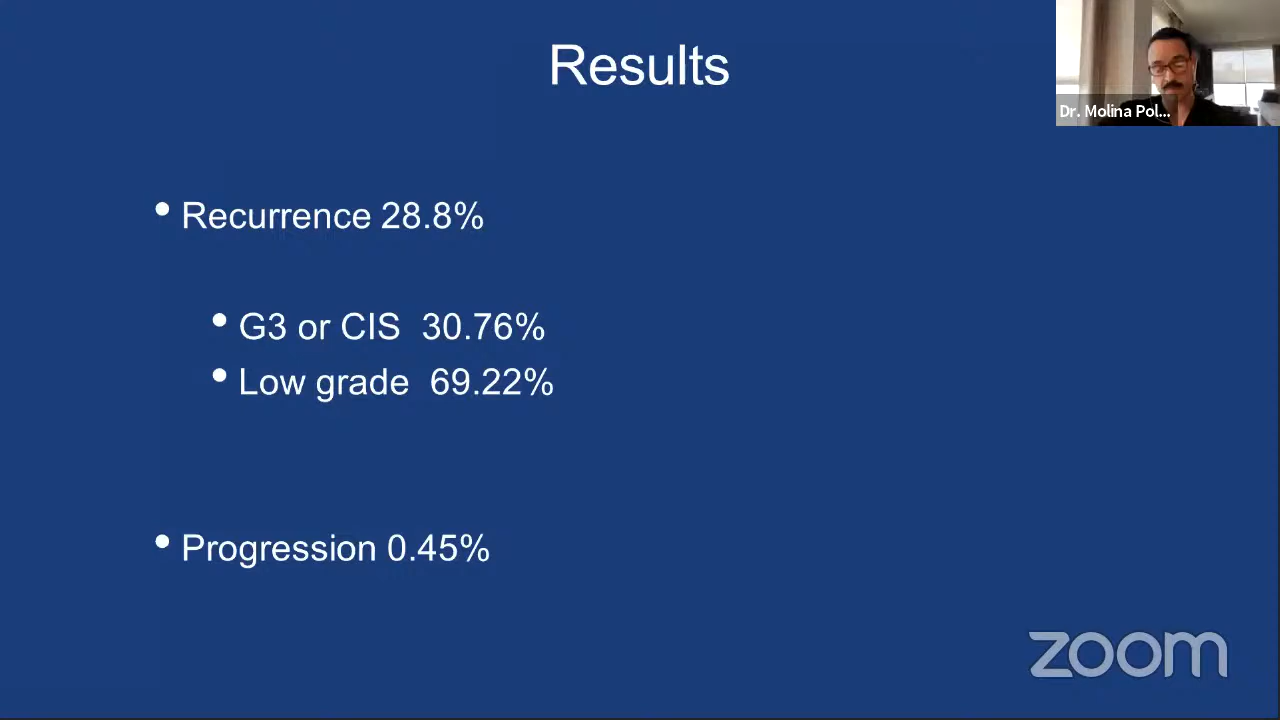 Results
Dr. Molina Pol...
• Recurrence 28.8%
• G3 or CIS 30.76%
• Low grade 69.22%
• Progression 0.45%
zoom